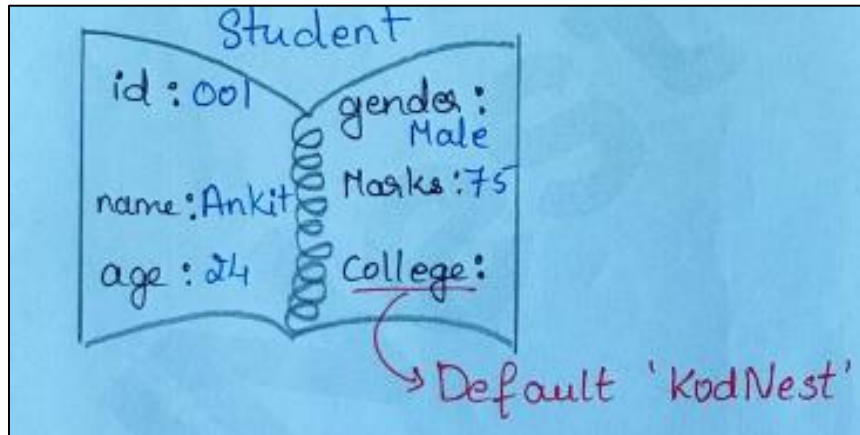 Student
id : 001
name : Ankit
age : 24
gender :
Male
Marks : 75
College :
Default 'KodNest'